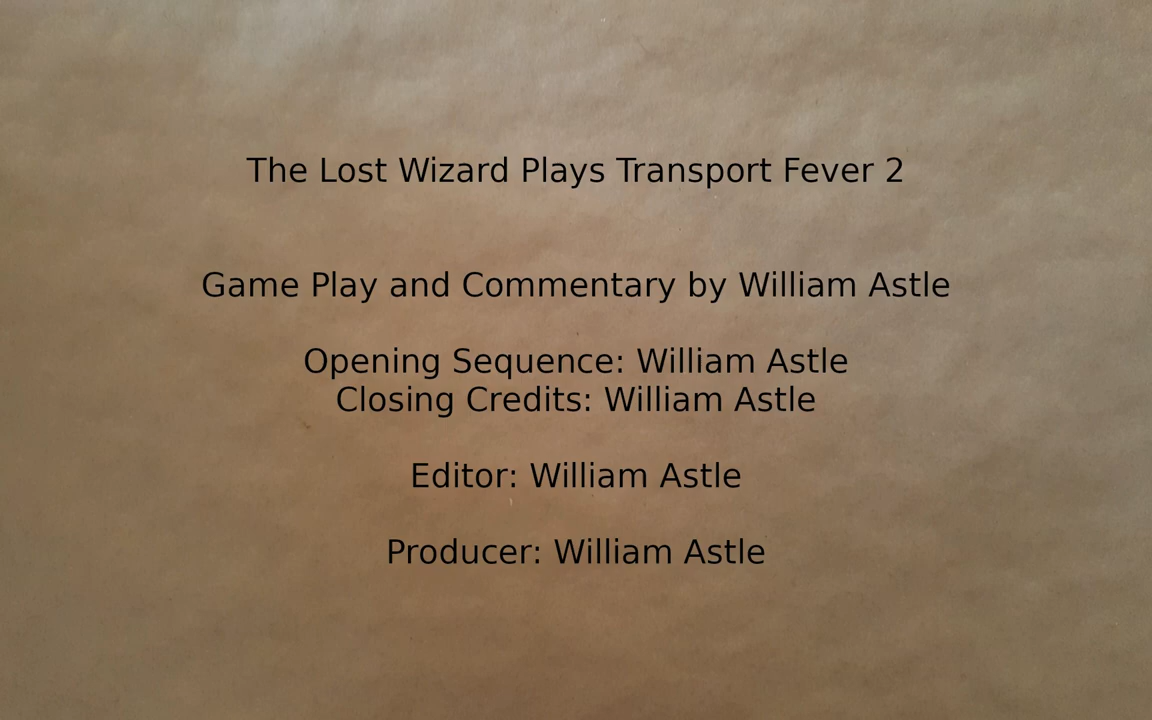 The Lost Wizard Plays Transport Fever 2
Game Play and Commentary by William Astle
Opening Sequence: William Astle
Closing Credits: William Astle
Editor: William Astle
Producer: William Astle